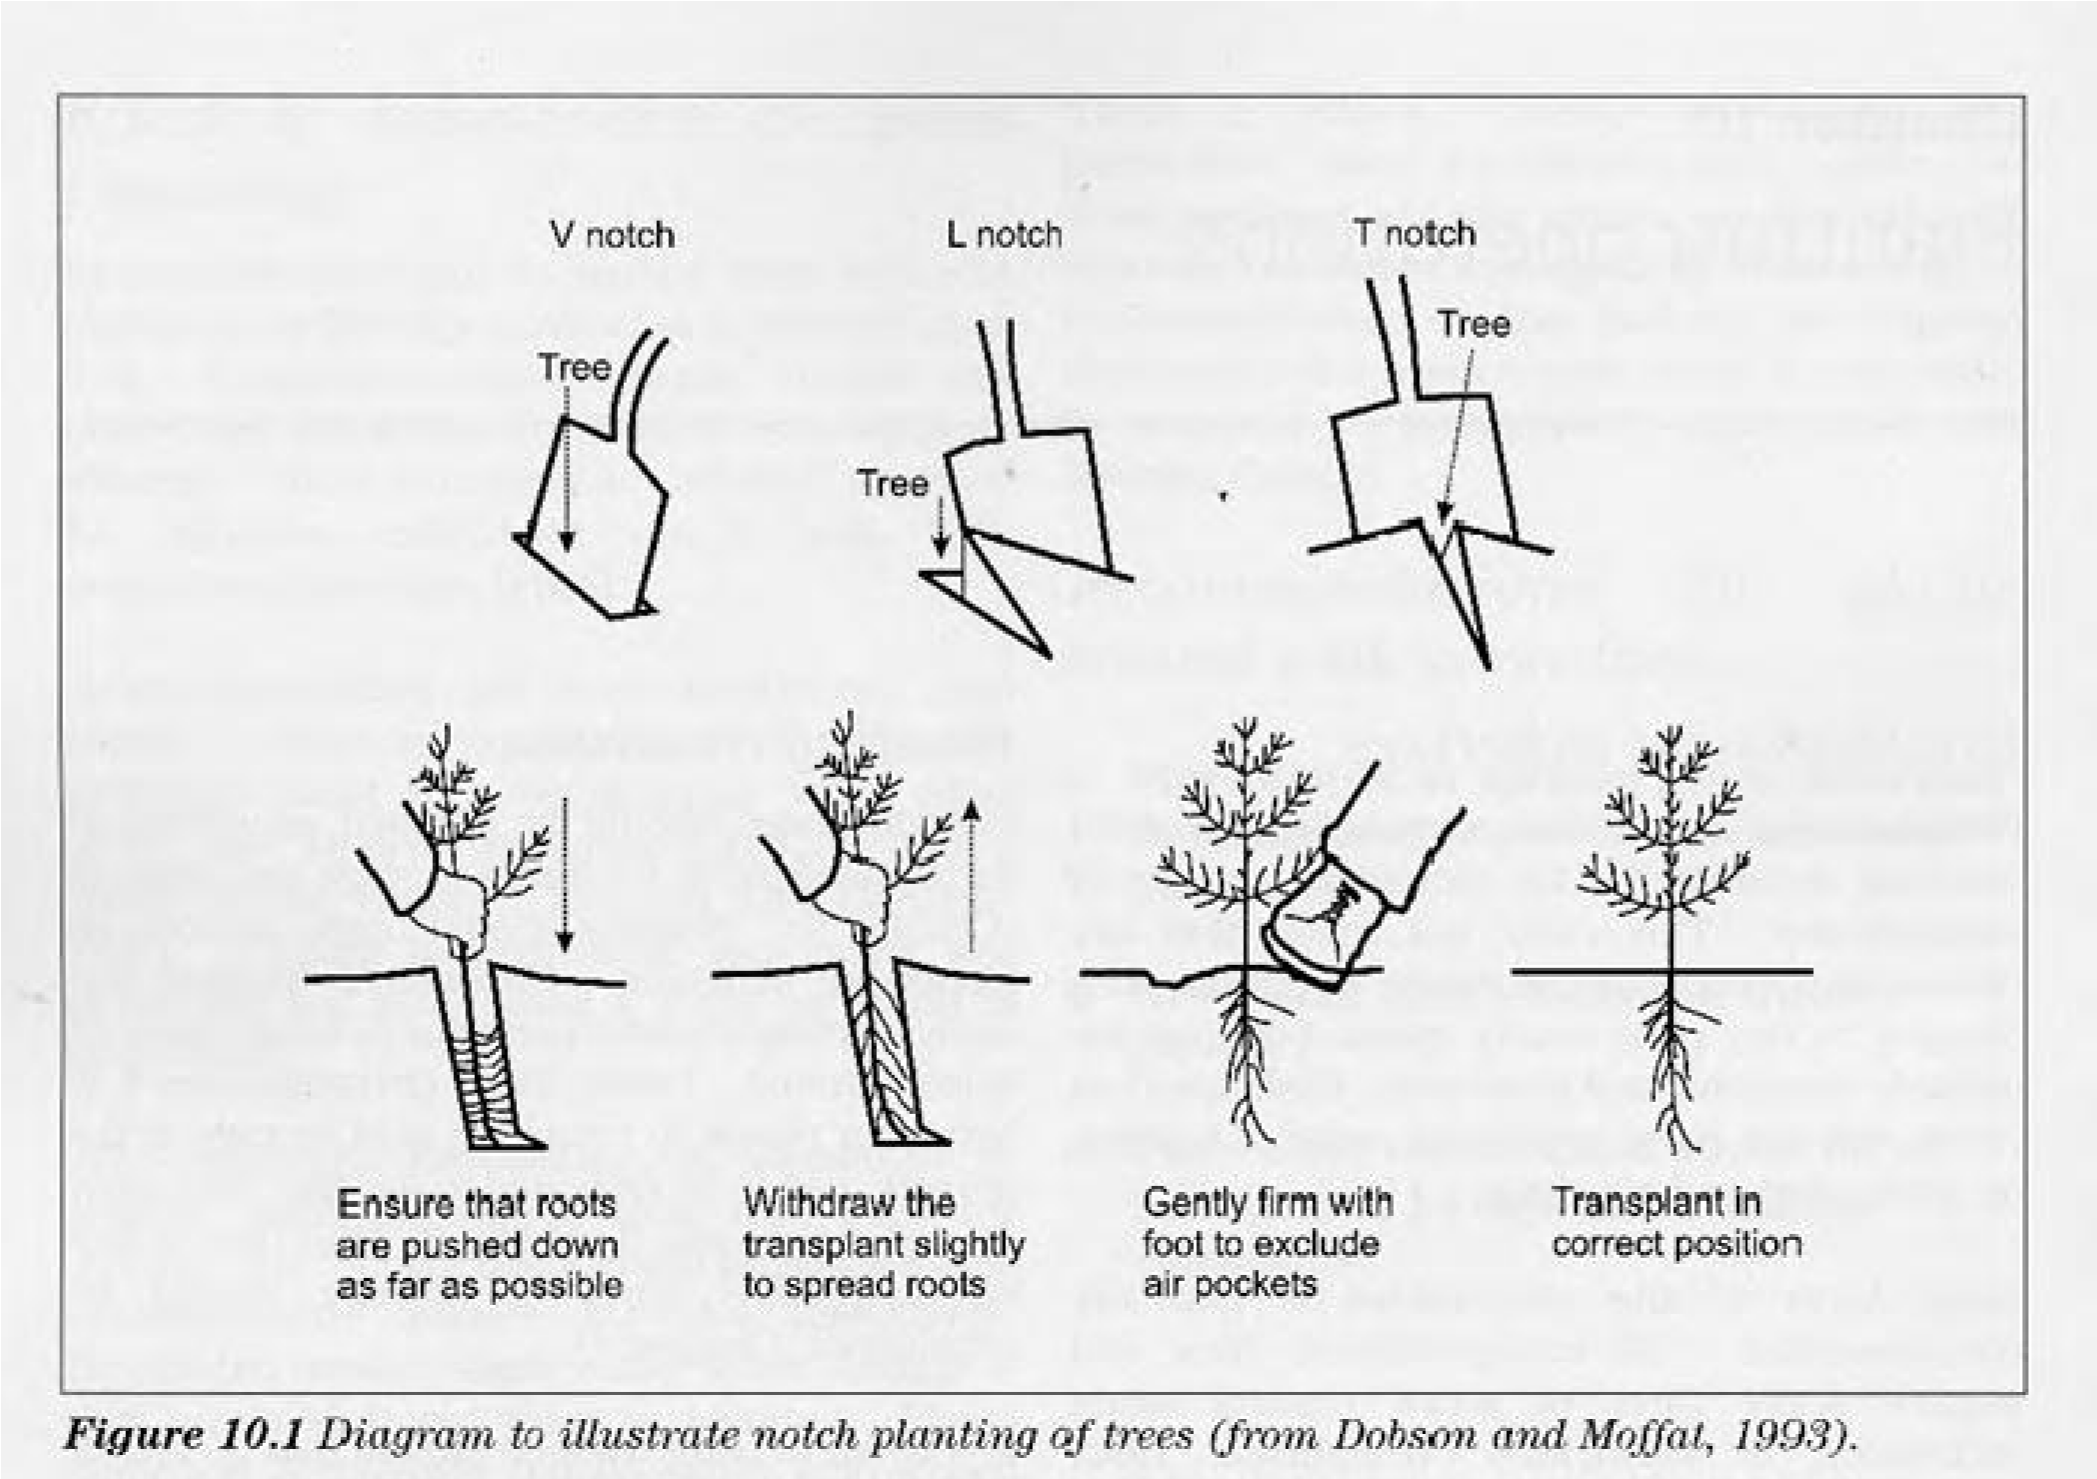 V notch
L notch
T notch
Tree
Tree
Tree
Ensure that roots
are pushed down
as far as possible
Withdraw the
transplant slightly
to spread roots
Gently firm with
foot to exclude
air pockets
Transplant in
correct position
Figure 10.1 Diagram to illustrate notch planting of trees (from Dobson and Moffat, 1993).